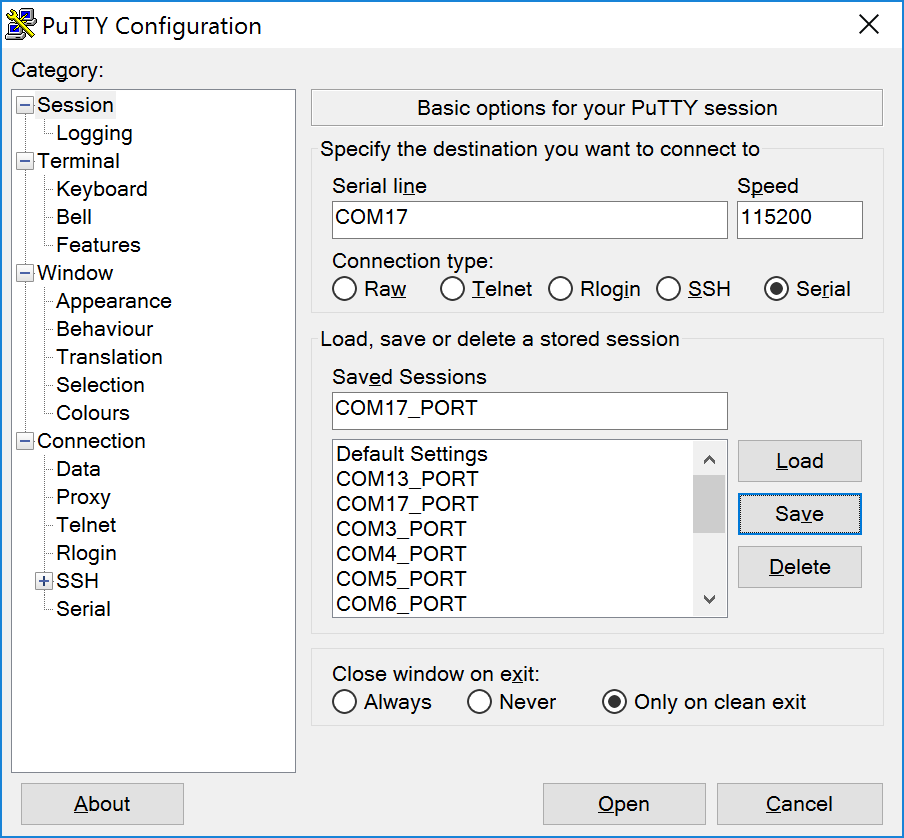 PuTTY Configuration
Category:
Session
Logging
Terminal
Keyboard
Bell
Features
Window
Appearance
Behaviour
Translation
Selection
Colours
Connection
Data
Proxy
Telnet
Rlogin
SSH
Serial
Basic options for your PuTTY session
Specify the destination you want to connect to
Serial line Speed
COM17 115200
Connection type:
Raw Telnet Rlogin SSH Serial
Load, save or delete a stored session
Saved Sessions
COM17_PORT
Default Settings
COM13_PORT
COM17_PORT
COM3_PORT
COM4_PORT
COM5_PORT
COM6_PORT
Load
Save
Delete
Close window on exit:
Always Never Only on clean exit
About Open Cancel